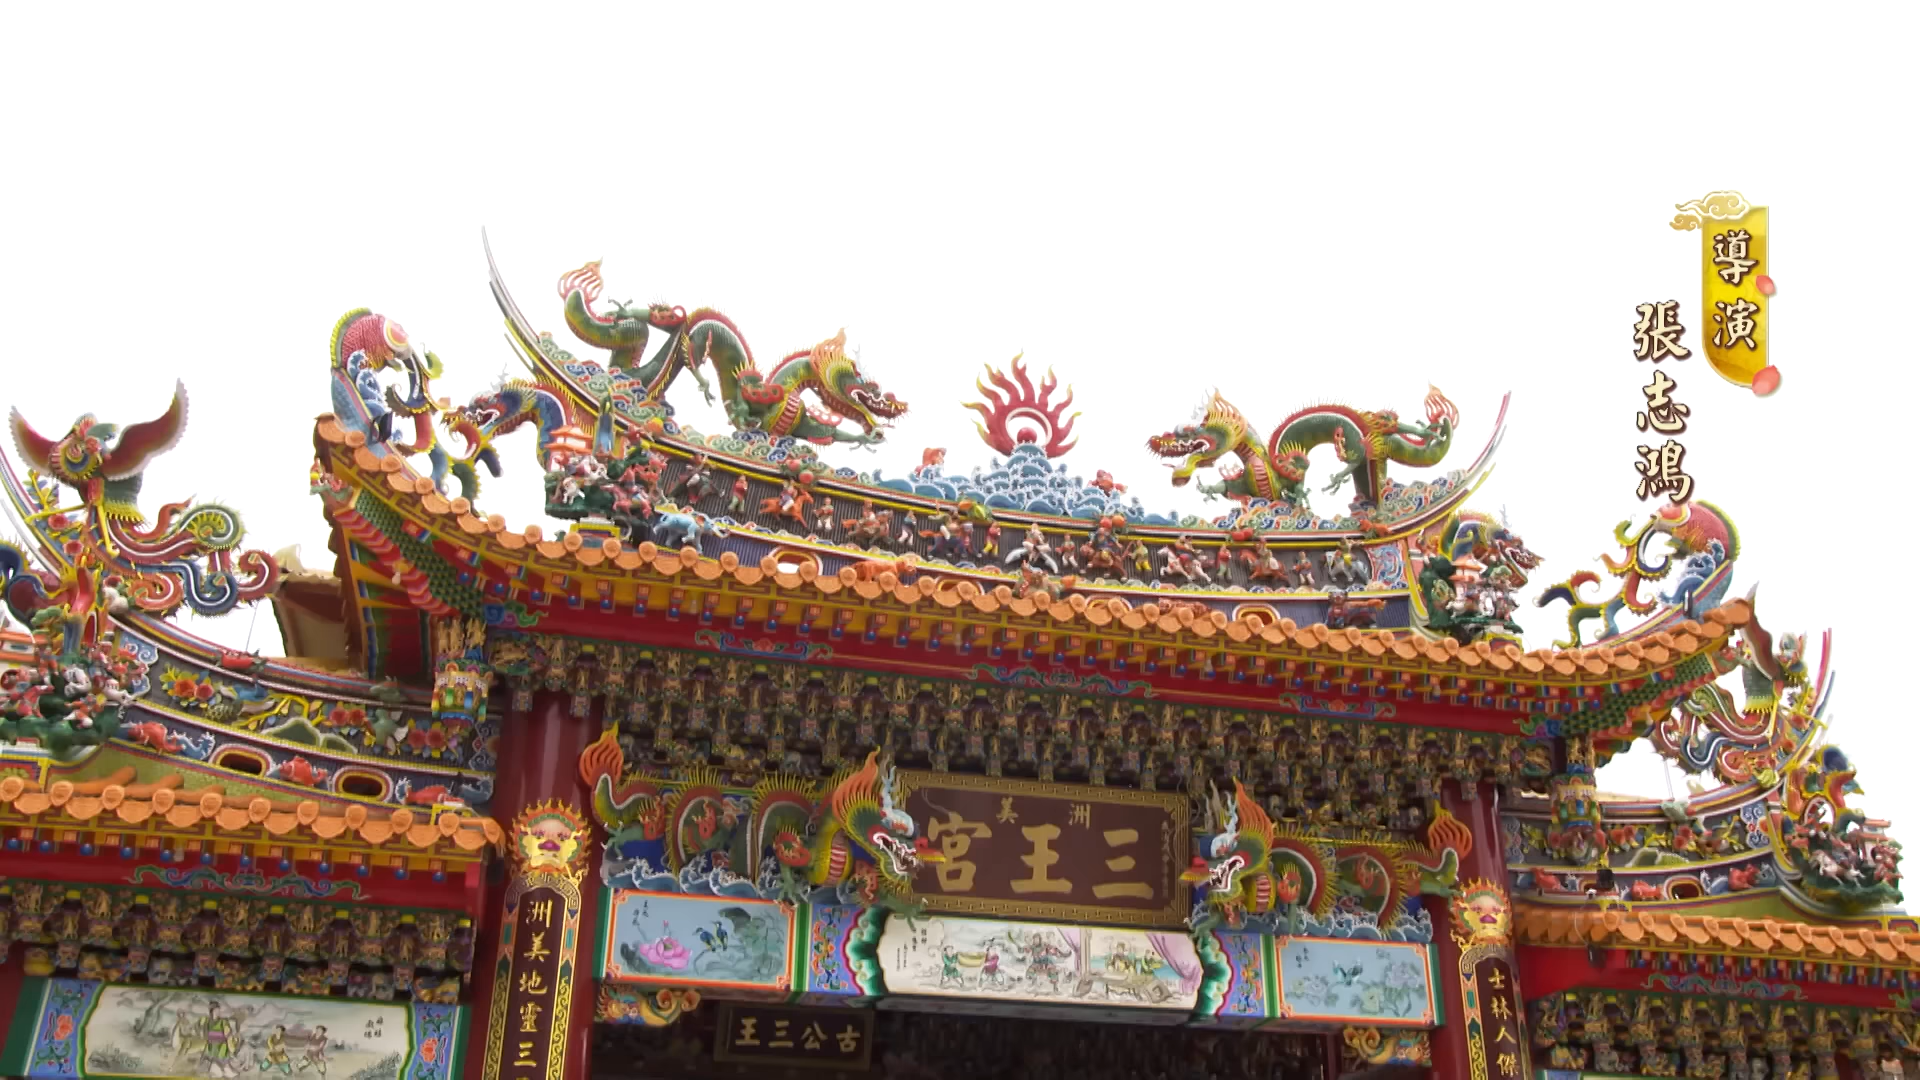 導演
張志鴻
洲美
三王宮
古公三王
洲美地靈三
士林人傑